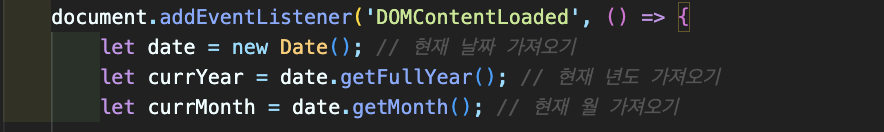 document.addEventListener('DOMContentLoaded', () => {
let date = new Date(); // 현재 날짜 가져오기
let currYear = date.getFullYear(); // 현재 년도 가져오기
let currMonth = date.getMonth(); // 현재 월 가져오기